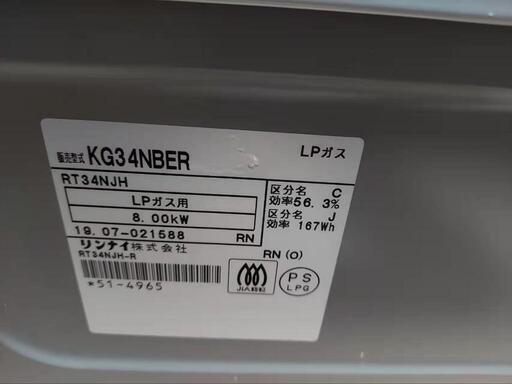 販売型式 KG34NBER LPガス
RT34NJH
LPガス用
8.00kW
19.07-021588 RN
リンナイ株式会社
RT34NJH-R
*51-4965
区分名 C
効率56.3%
区分名 J
効率 167Wh
RN(O)
JIA
PS
LPG